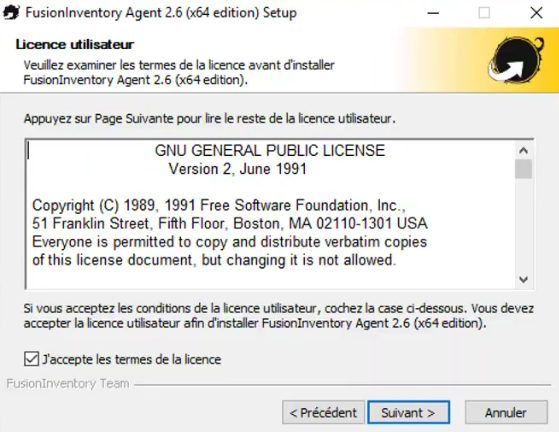 FusionInventory Agent 2.6 (x64 edition) Setup
Licence utilisateur
Veuillez examiner les termes de la licence avant d'installer
FusionInventory Agent 2.6 (x64 edition).
Appuyez sur Page Suivante pour lire le reste de la licence utilisateur.
GNU GENERAL PUBLIC LICENSE
Version 2, June 1991
Copyright (C) 1989, 1991 Free Software Foundation, Inc.,
51 Franklin Street, Fifth Floor, Boston, MA 02110-1301 USA
Everyone is permitted to copy and distribute verbatim copies
of this license document, but changing it is not allowed.
Si vous acceptez les conditions de la licence utilisateur, cochez la case ci-dessous. Vous devez
accepter la licence utilisateur afin d'installer FusionInventory Agent 2.6 (x64 edition).
J'accepte les termes de la licence
FusionInventory Team
< Précédent Suivant > Annuler